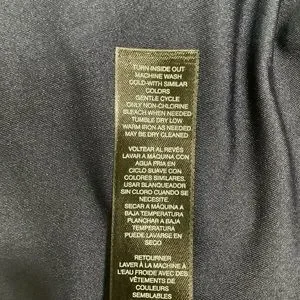 TURN INSIDE OUT
MACHINE WASH
COLD-WITH SIMILAR
COLORS
GENTLE CYCLE
ONLY NON-CHLORINE
BLEACH WHEN NEEDED
TUMBLE DRY LOW
WARM IRON AS NEEDED
MAY BE DRY CLEANED
VOLTEAR AL REVÉS
LAVAR A MÁQUINA CON
AGUA FRIA EN
CICLO SUAVE CON
COLORES SIMILARES.
USAR BLANQUEADOR
SIN CLORO CUANDO SE
NECESITE
SECAR A MÁQUINA A
BAJA TEMPERATURA
PLANCHAR A BAJA
TEMPERATURA
PUEDE LAVARSE EN
SECO
RETOURNER
LAVER À LA MACHINE À
L'EAU FROIDE AVEC DES
VÊTEMENTS DE
COULEURS
SEMBLABLES